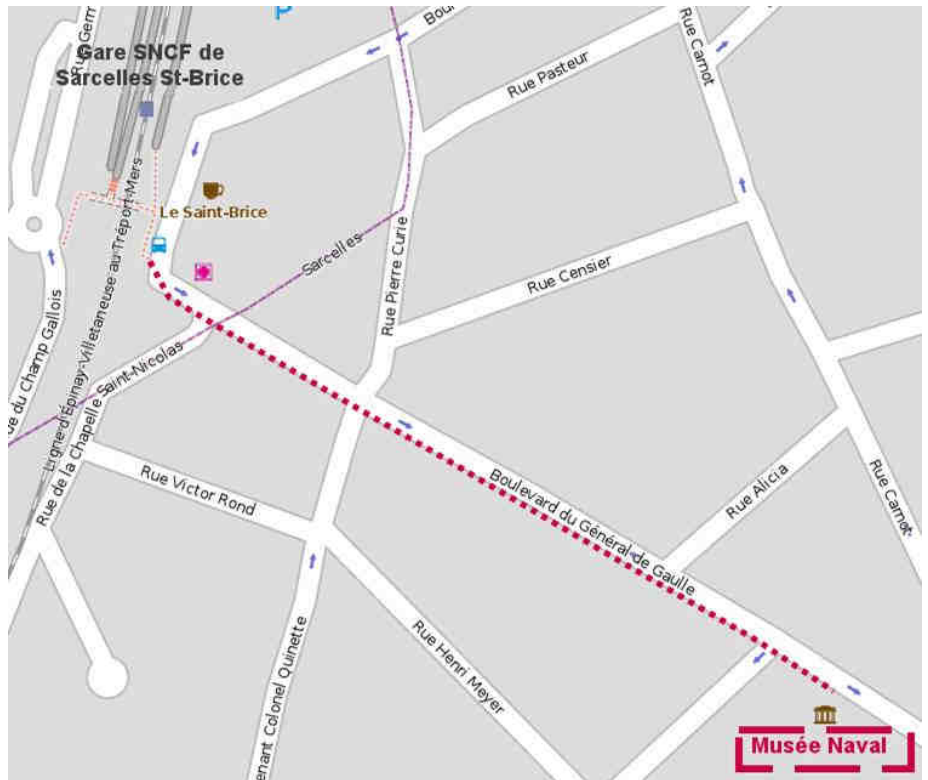 P
Gare SNCF de
Sarcelles St-Brice
Rue Pasteur
Rue Carnot
Le Saint-Brice
Sarcelles
Rue Pierre Curie
Rue Censier
Saint-Nicolas
Ligne d'Épinay-Villetaneuse au Tréport-Mers
Champ Gallois
Rue de la Chapelle
Rue Victor Rond
Boulevard du Général de Gaulle
Rue Alicia
Rue Carnot
Rue Henri Meyer
Colonel Quinette
Musée Naval